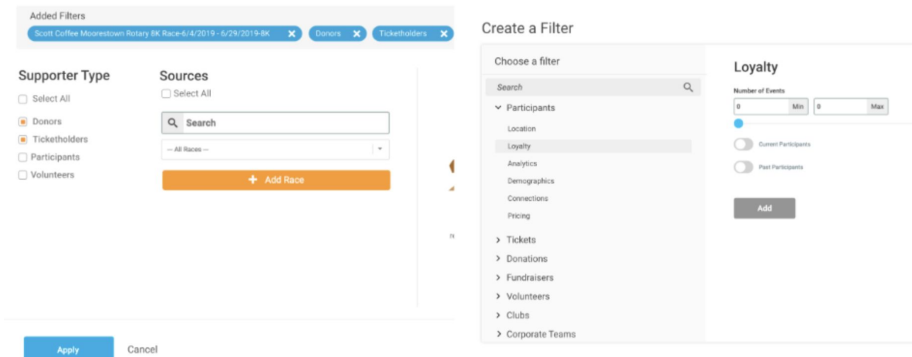 Added Filters
Scott Coffee Moorestown Rotary 8K Race-6/4/2019 - 6/29/2019-8K X Donors X Ticketholders X
Supporter Type
Select All
Donors
Ticketholders
Participants
Volunteers
Sources
Select All
Search
-- All Races --
+ Add Race
Apply
Cancel
Create a Filter
Choose a filter
Search
Participants
Location
Loyalty
Analytics
Demographics
Connections
Pricing
Tickets
Donations
Fundraisers
Volunteers
Clubs
Corporate Teams
Loyalty
Number of Events
0 Min 0 Max
Current Participants
Past Participants
Add